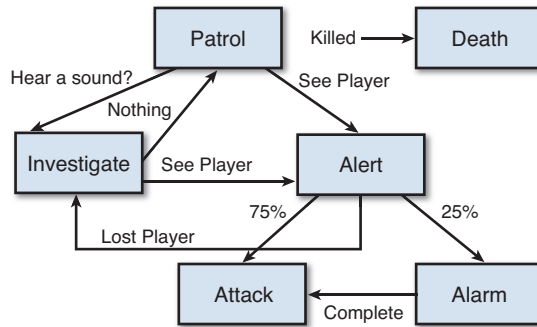 Patrol
Killed
Death
Hear a sound?
Nothing
See Player
Investigate
See Player
Alert
75%
25%
Lost Player
Attack
Complete
Alarm